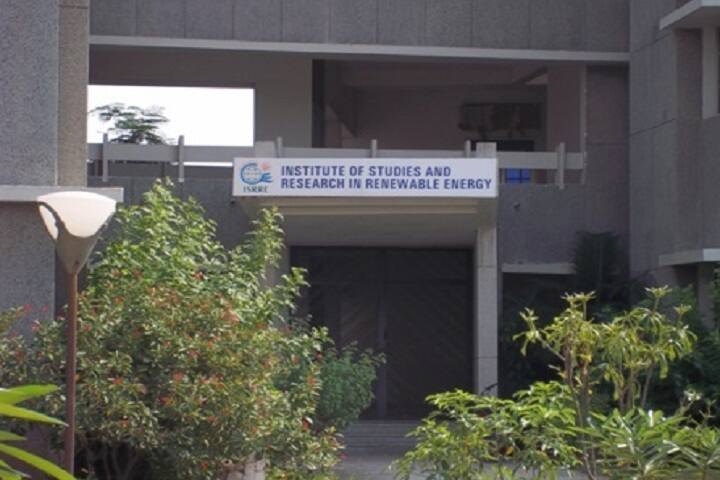 INSTITUTE OF STUDIES AND
RESEARCH IN RENEWABLE ENERGY
ISRRE